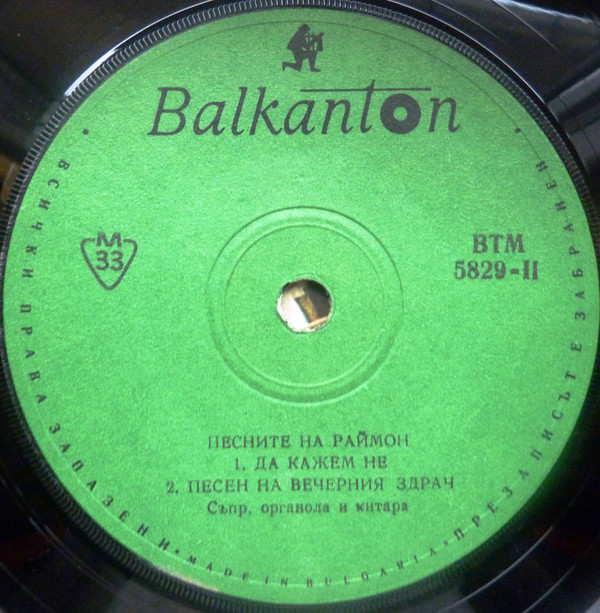 Balkanton
М
33
ВТМ
5829-II
ПЕСНИТЕ НА РАЙМОН
1. ДА КАЖЕМ НЕ
2, ПЕСЕН НА ВЕЧЕРНИЯ ЗДРАЧ
Съпр, органола и китара
• ВСИЧКИ ПРАВА ЗАПАЗЕНИ • MADE IN BULGARIA • ПРЕЗАПИСЪТЕ ЗАБРАНЕН •